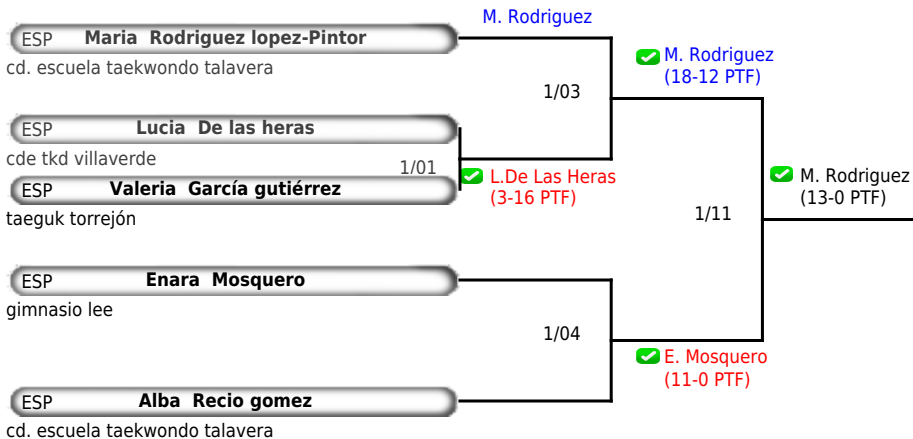 M. Rodriguez
ESP Maria Rodriguez lopez-Pintor
cd. escuela taekwondo talavera
M. Rodriguez
(18-12 PTF)
1/03
ESP Lucia De las heras
cde tkd villaverde
1/01
ESP Valeria García gutiérrez
taeguk torrejón
L.De Las Heras
(3-16 PTF)
M. Rodriguez
(13-0 PTF)
1/11
ESP Enara Mosquero
gimnasio lee
1/04
E. Mosquero
(11-0 PTF)
ESP Alba Recio gomez
cd. escuela taekwondo talavera